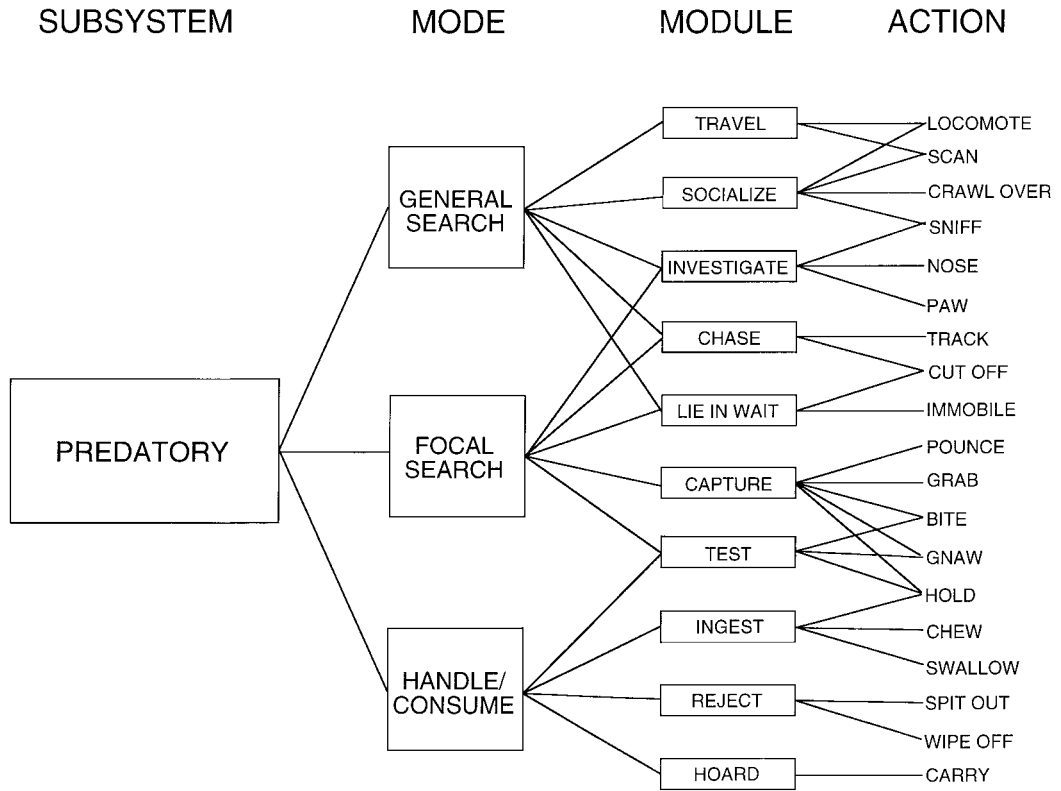 SUBSYSTEM MODE MODULE ACTION
PREDATORY
GENERAL
SEARCH
FOCAL
SEARCH
HANDLE/
CONSUME
TRAVEL
SOCIALIZE
INVESTIGATE
CHASE
LIE IN WAIT
CAPTURE
TEST
INGEST
REJECT
HOARD
LOCOMOTE
SCAN
CRAWL OVER
SNIFF
NOSE
PAW
TRACK
CUT OFF
IMMOBILE
POUNCE
GRAB
BITE
GNAW
HOLD
CHEW
SWALLOW
SPIT OUT
WIPE OFF
CARRY